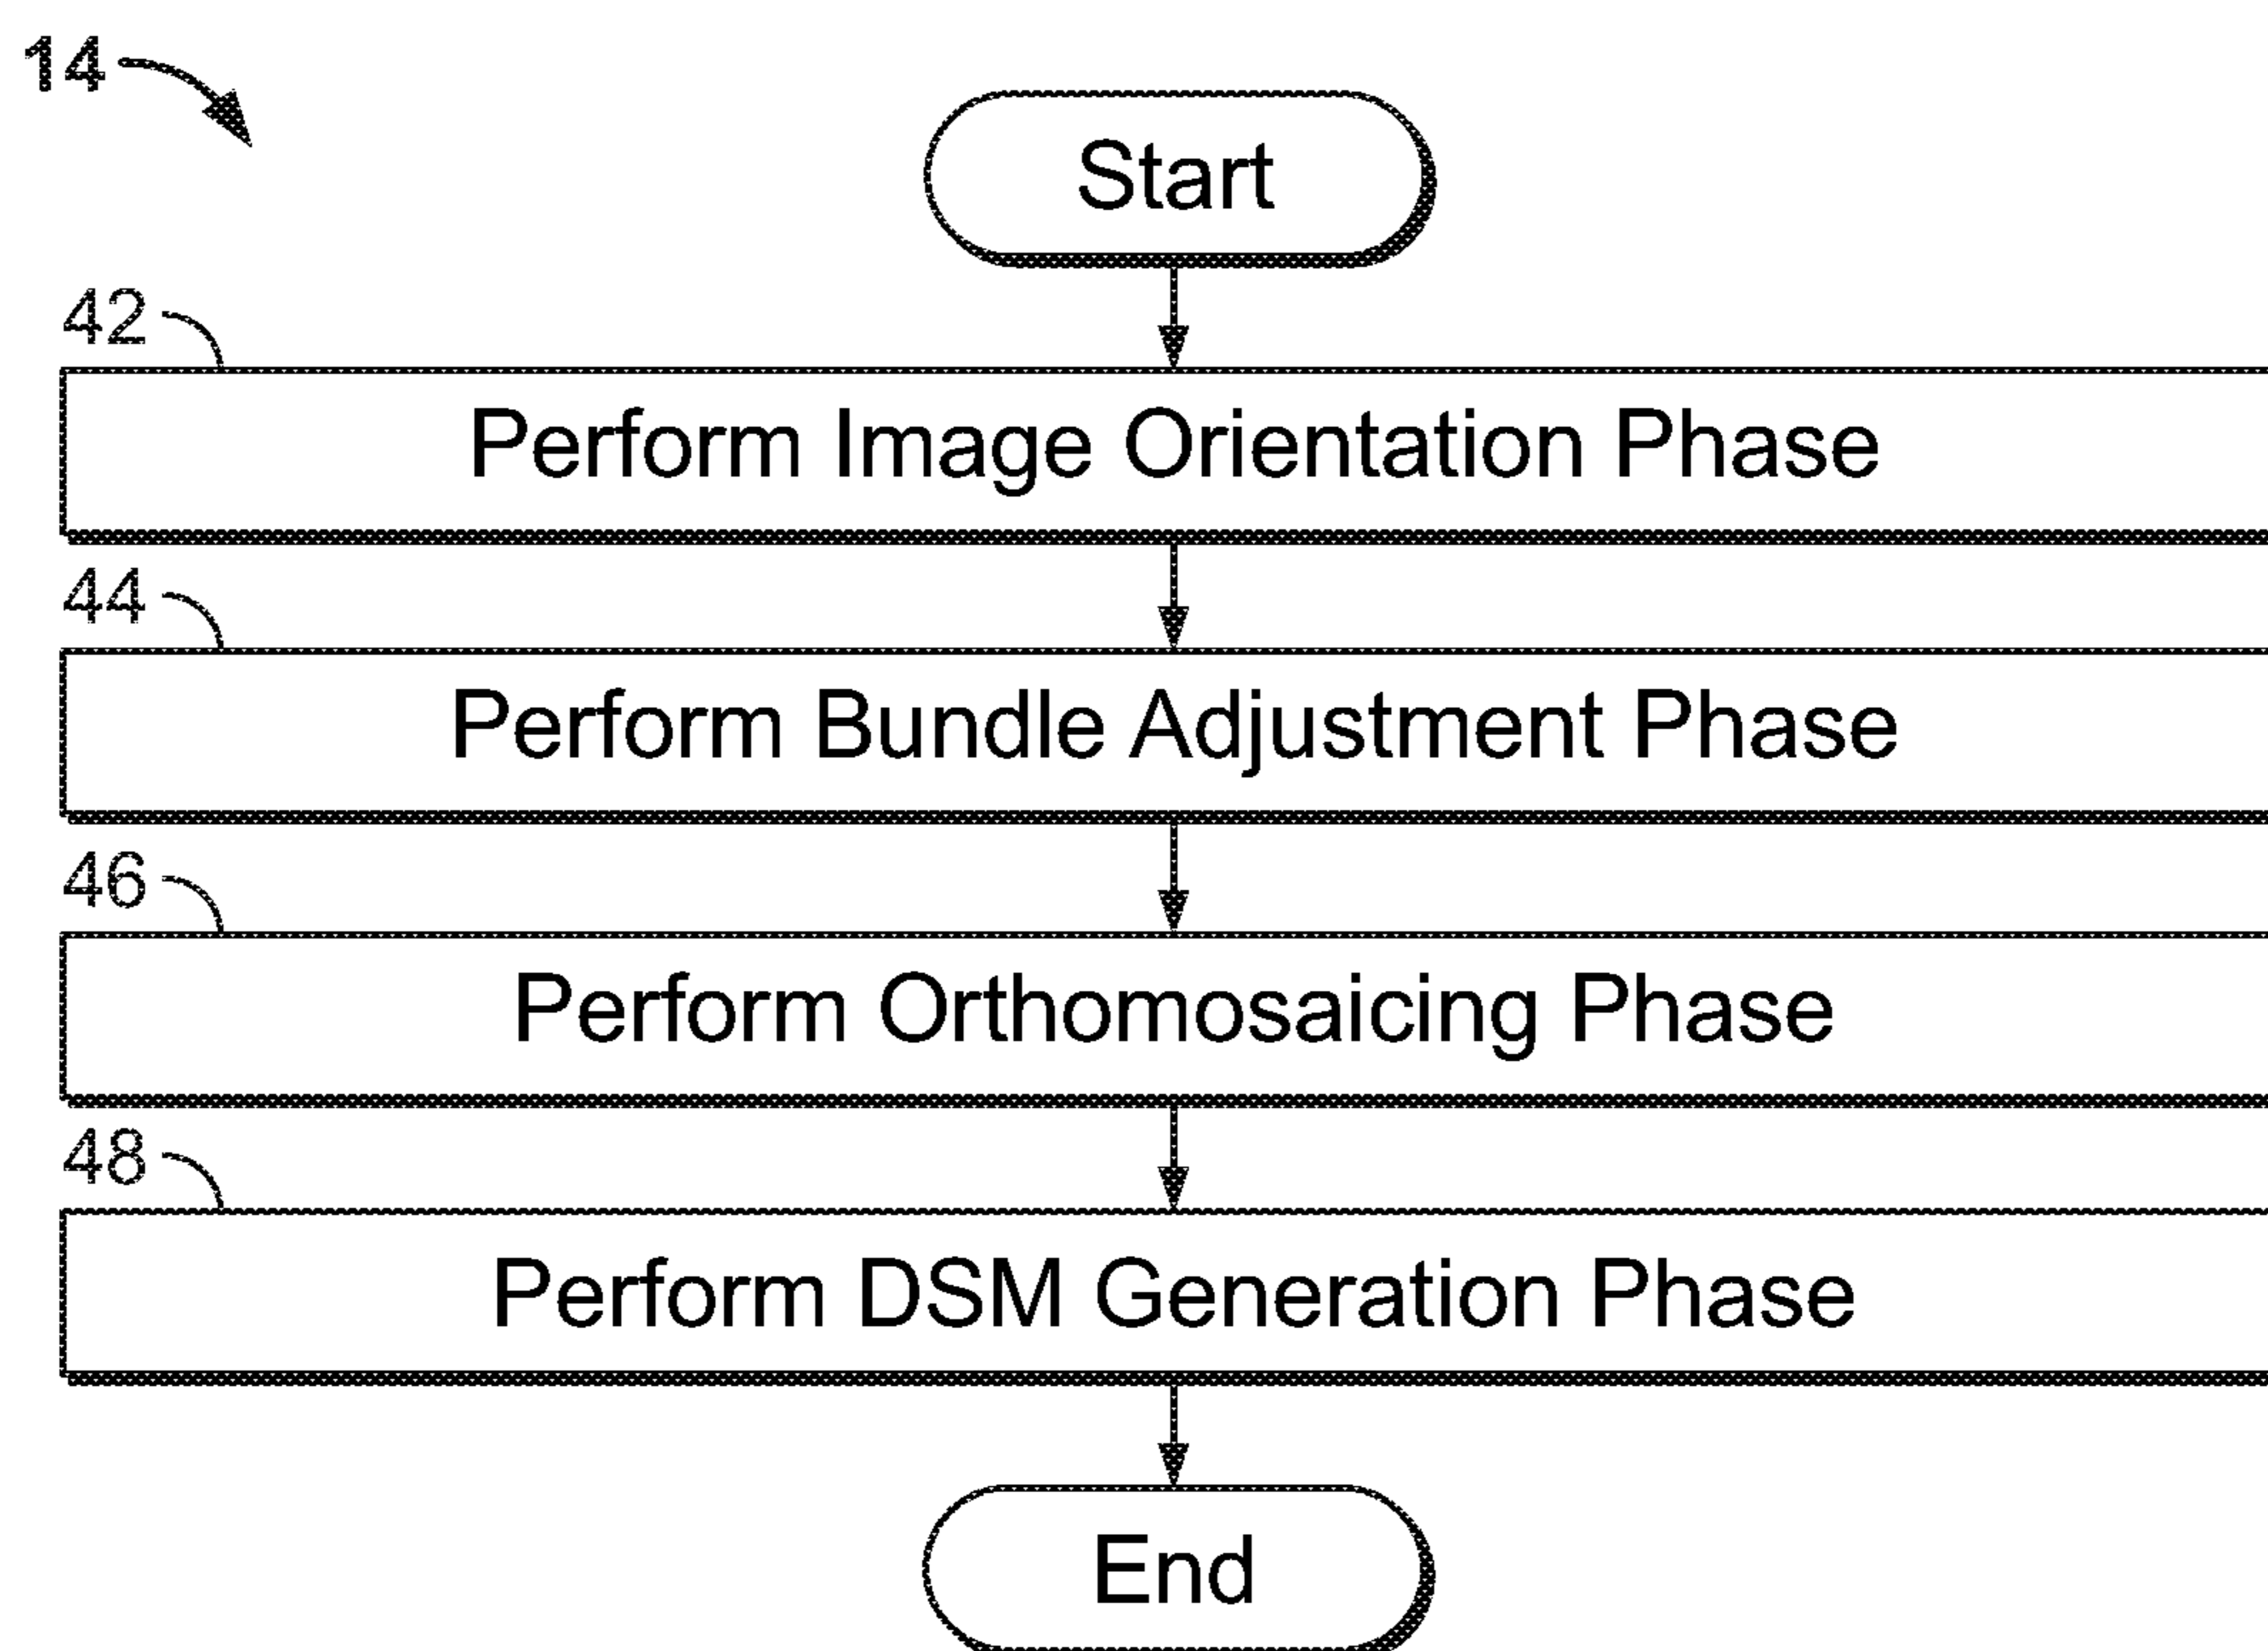 14
Start
42
Perform Image Orientation Phase
44
Perform Bundle Adjustment Phase
46
Perform Orthomosaicing Phase
48
Perform DSM Generation Phase
End